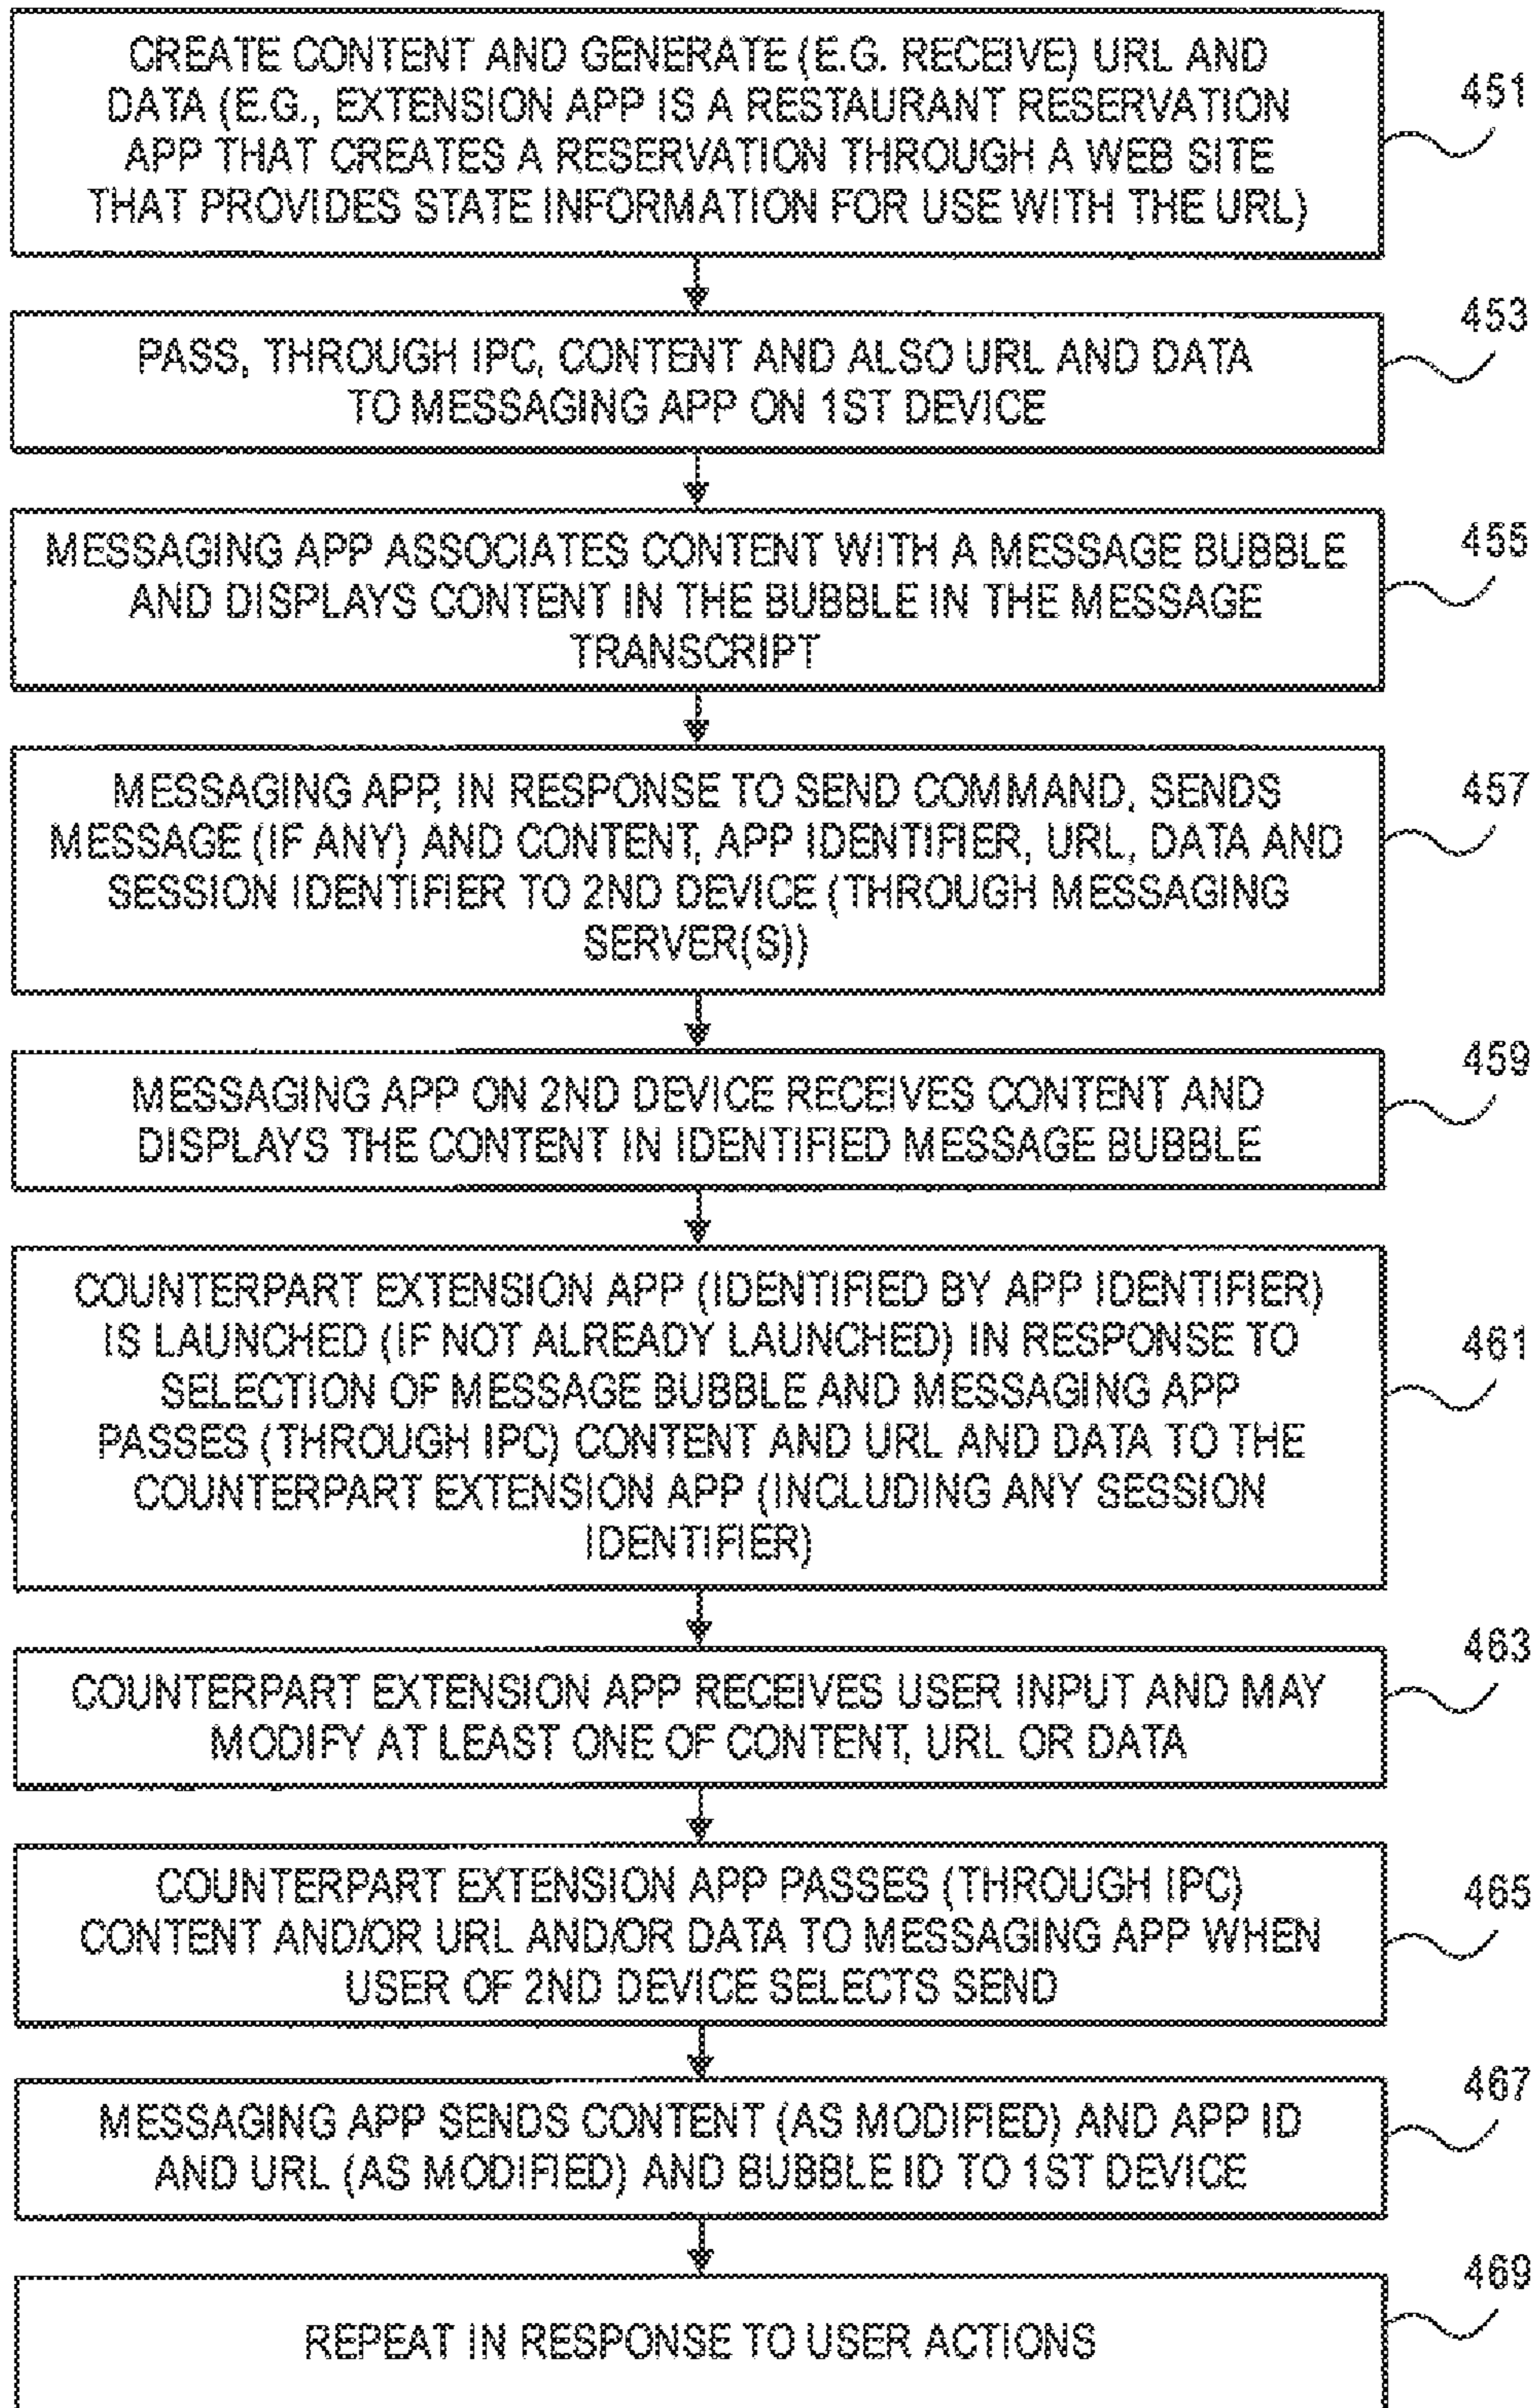 CREATE CONTENT AND GENERATE (E.G. RECEIVE) URL AND
DATA (E.G., EXTENSION APP IS A RESTAURANT RESERVATION
APP THAT CREATES A RESERVATION THROUGH A WEB SITE
THAT PROVIDES STATE INFORMATION FOR USE WITH THE URL)
451
PASS, THROUGH IPC, CONTENT AND ALSO URL AND DATA
TO MESSAGING APP ON 1ST DEVICE
453
MESSAGING APP ASSOCIATES CONTENT WITH A MESSAGE BUBBLE
AND DISPLAYS CONTENT IN THE BUBBLE IN THE MESSAGE
TRANSCRIPT
455
MESSAGING APP, IN RESPONSE TO SEND COMMAND, SENDS
MESSAGE (IF ANY) AND CONTENT, APP IDENTIFIER, URL, DATA AND
SESSION IDENTIFIER TO 2ND DEVICE (THROUGH MESSAGING
SERVER(S))
457
MESSAGING APP ON 2ND DEVICE RECEIVES CONTENT AND
DISPLAYS THE CONTENT IN IDENTIFIED MESSAGE BUBBLE
459
COUNTERPART EXTENSION APP (IDENTIFIED BY APP IDENTIFIER)
IS LAUNCHED (IF NOT ALREADY LAUNCHED) IN RESPONSE TO
SELECTION OF MESSAGE BUBBLE AND MESSAGING APP
PASSES (THROUGH IPC) CONTENT AND URL AND DATA TO THE
COUNTERPART EXTENSION APP (INCLUDING ANY SESSION
IDENTIFIER)
461
COUNTERPART EXTENSION APP RECEIVES USER INPUT AND MAY
MODIFY AT LEAST ONE OF CONTENT, URL OR DATA
463
COUNTERPART EXTENSION APP PASSES (THROUGH IPC)
CONTENT AND/OR URL AND/OR DATA TO MESSAGING APP WHEN
USER OF 2ND DEVICE SELECTS SEND
465
MESSAGING APP SENDS CONTENT (AS MODIFIED) AND APP ID
AND URL (AS MODIFIED) AND BUBBLE ID TO 1ST DEVICE
467
REPEAT IN RESPONSE TO USER ACTIONS
469